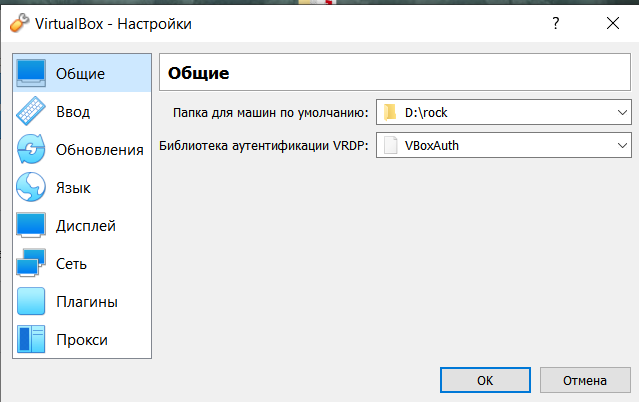 VirtualBox - Настройки
Общие
Ввод
Обновления
Язык
Дисплей
Сеть
Плагины
Прокси
Общие
Папка для машин по умолчанию: D:\rock
Библиотека аутентификации VRDP: VBoxAuth
OK Отмена